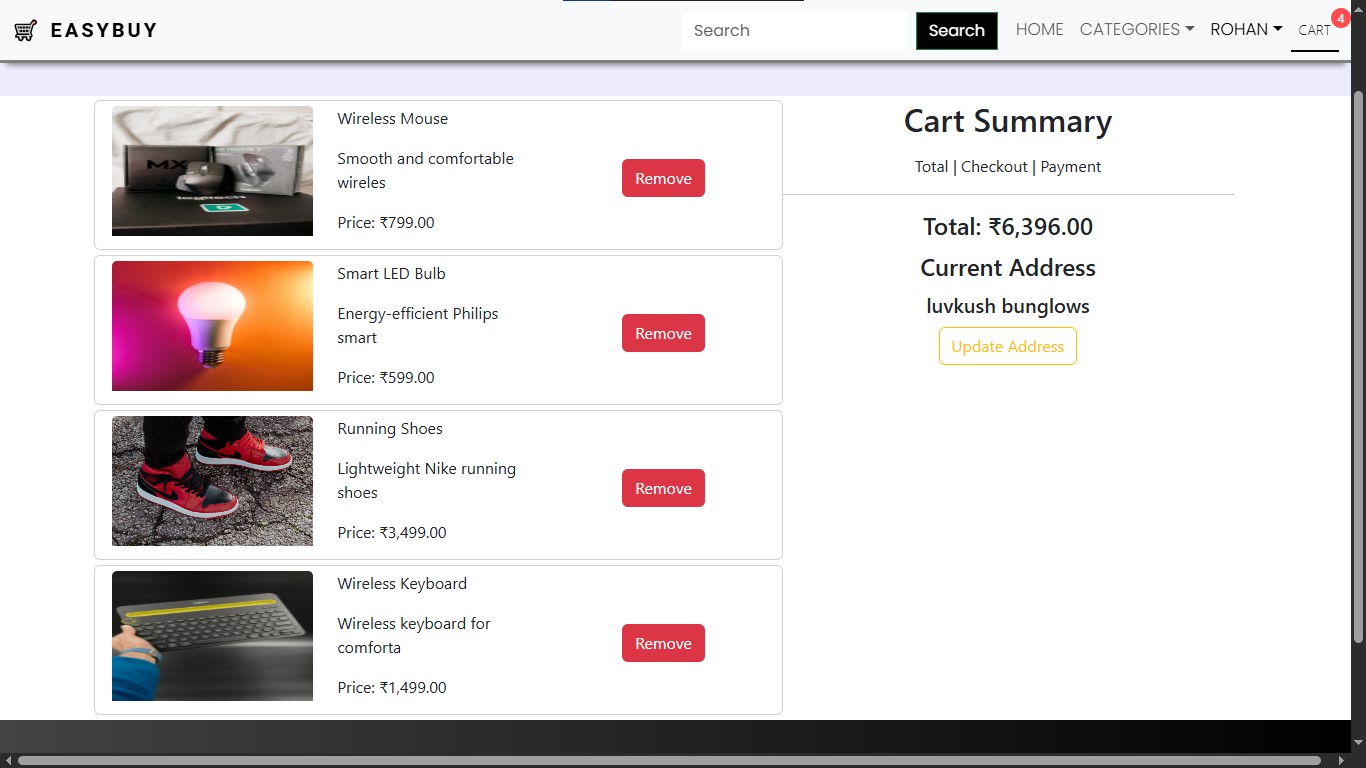 EASYBUY
Search
Search
HOME
CATEGORIES
ROHAN
CART
4
MX
logitech
Wireless Mouse
Smooth and comfortable
wireles
Price: ₹799.00
Remove
Smart LED Bulb
Energy-efficient Philips
smart
Price: ₹599.00
Remove
Running Shoes
Lightweight Nike running
shoes
Price: ₹3,499.00
Remove
Wireless Keyboard
Wireless keyboard for
comforta
Price: ₹1,499.00
Remove
Cart Summary
Total | Checkout | Payment
Total: ₹6,396.00
Current Address
luvkush bunglows
Update Address